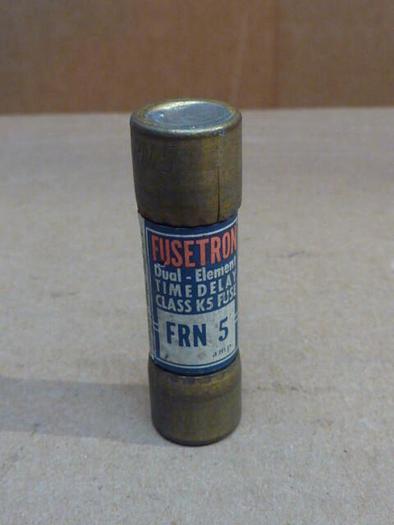 FUSETRON
Dual - Element
TIME DELAY
CLASS K5 FUSE
FRN 5
amp.